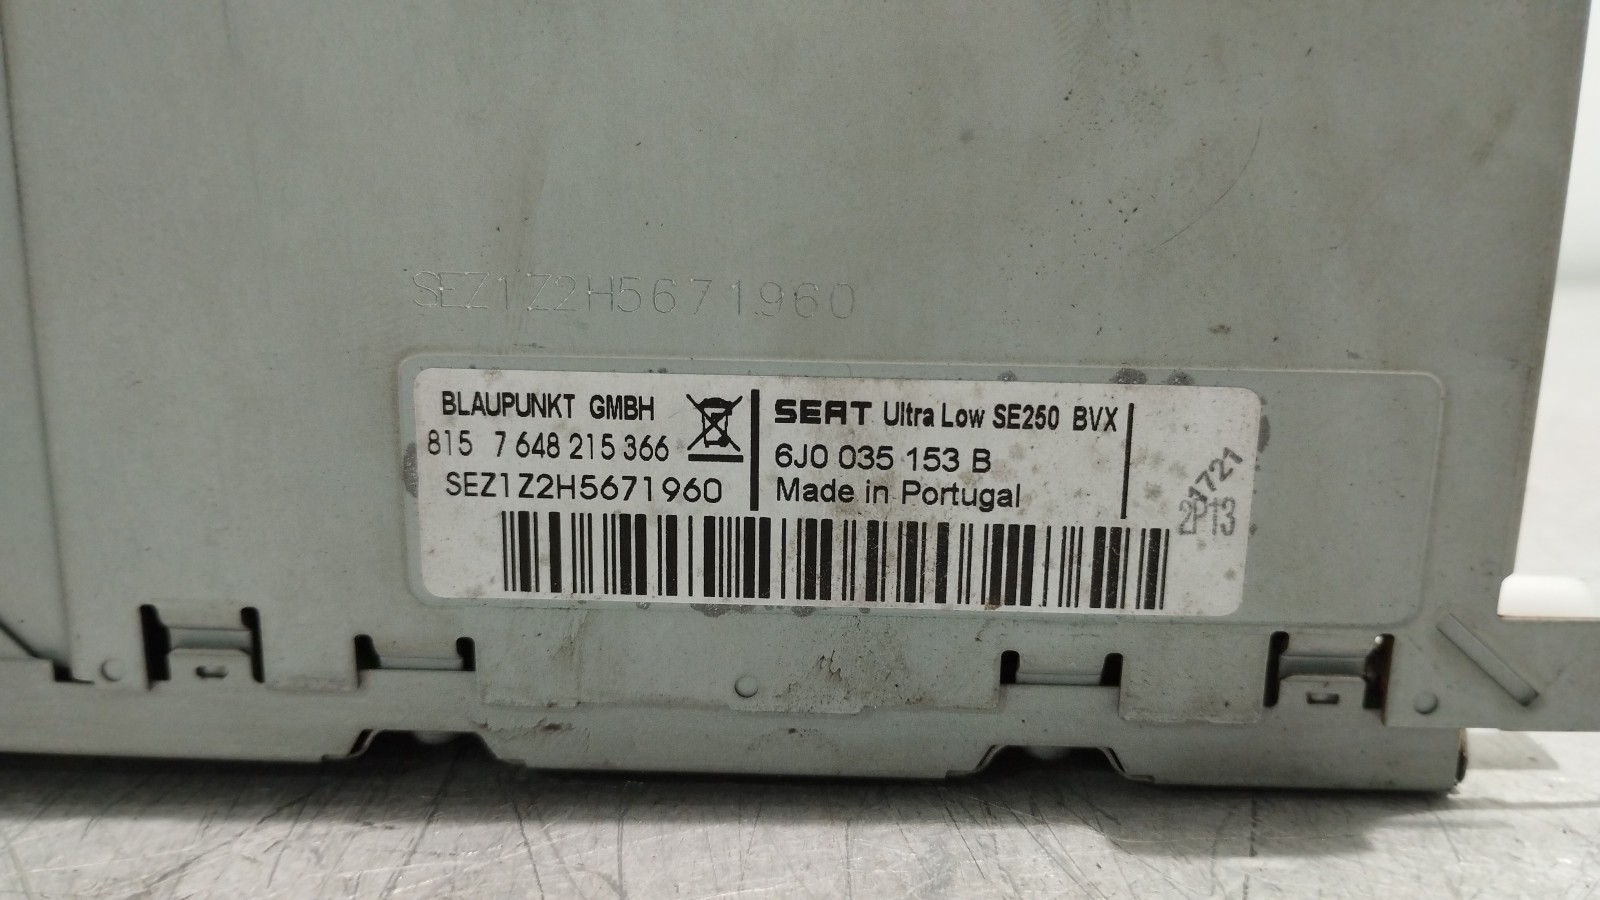 SEZ1Z2H5671960
BLAUPUNKT GMBH
815 7 648 215 366
SEZ1Z2H5671960
SEAT Ultra Low SE250 BVX
6J0 035 153 B
Made in Portugal
1721
2P13